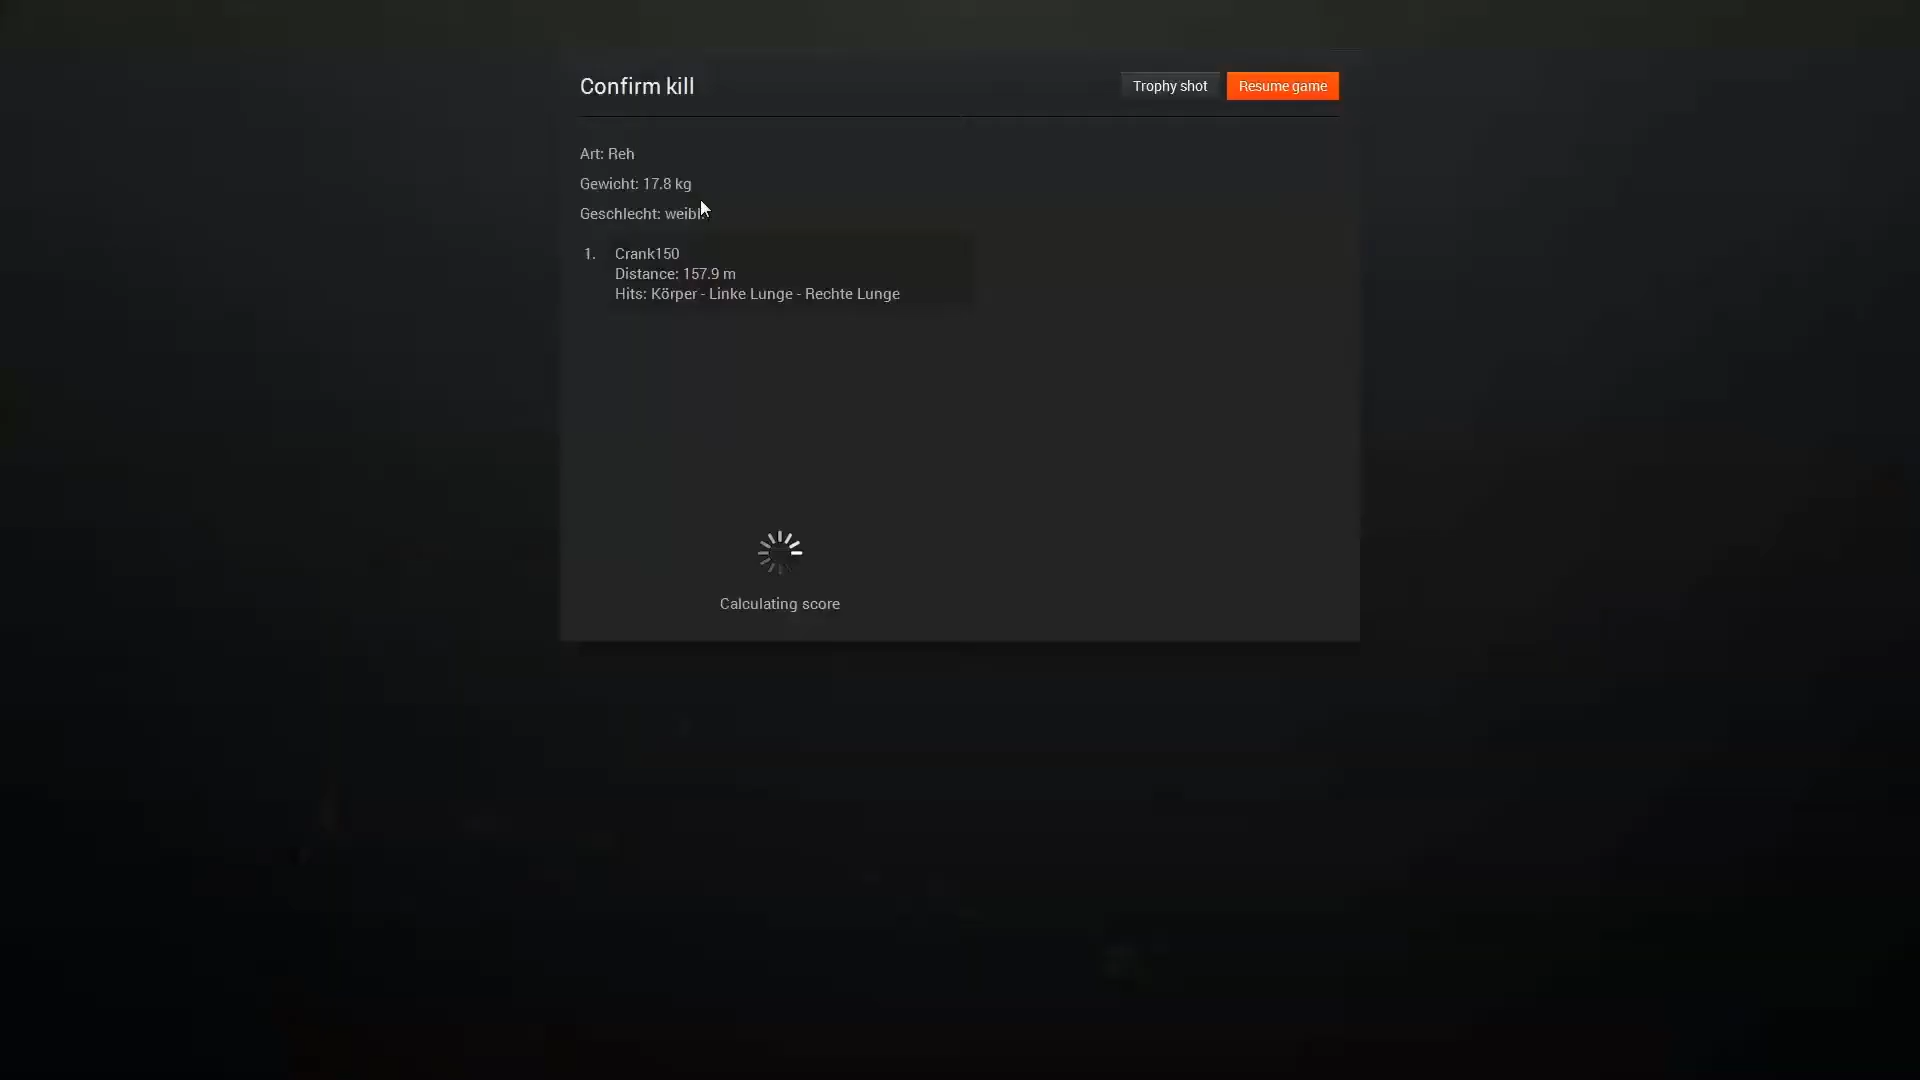 Confirm kill
Trophy shot
Resume game
Art: Reh
Gewicht: 17.8 kg
Geschlecht: weibl.
1. Crank150
Distance: 157.9 m
Hits: Körper - Linke Lunge - Rechte Lunge
Calculating score